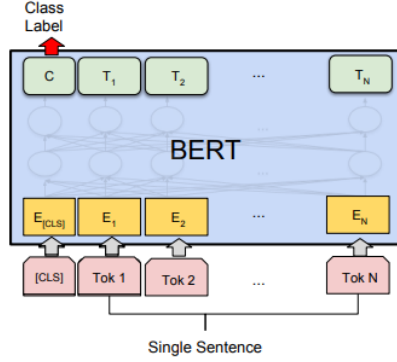 Class
Label
C T1 T2 ... TN
...
BERT
...
E[CLS] E1 E2 ... EN
[CLS] Tok 1 Tok 2 ... Tok N
Single Sentence